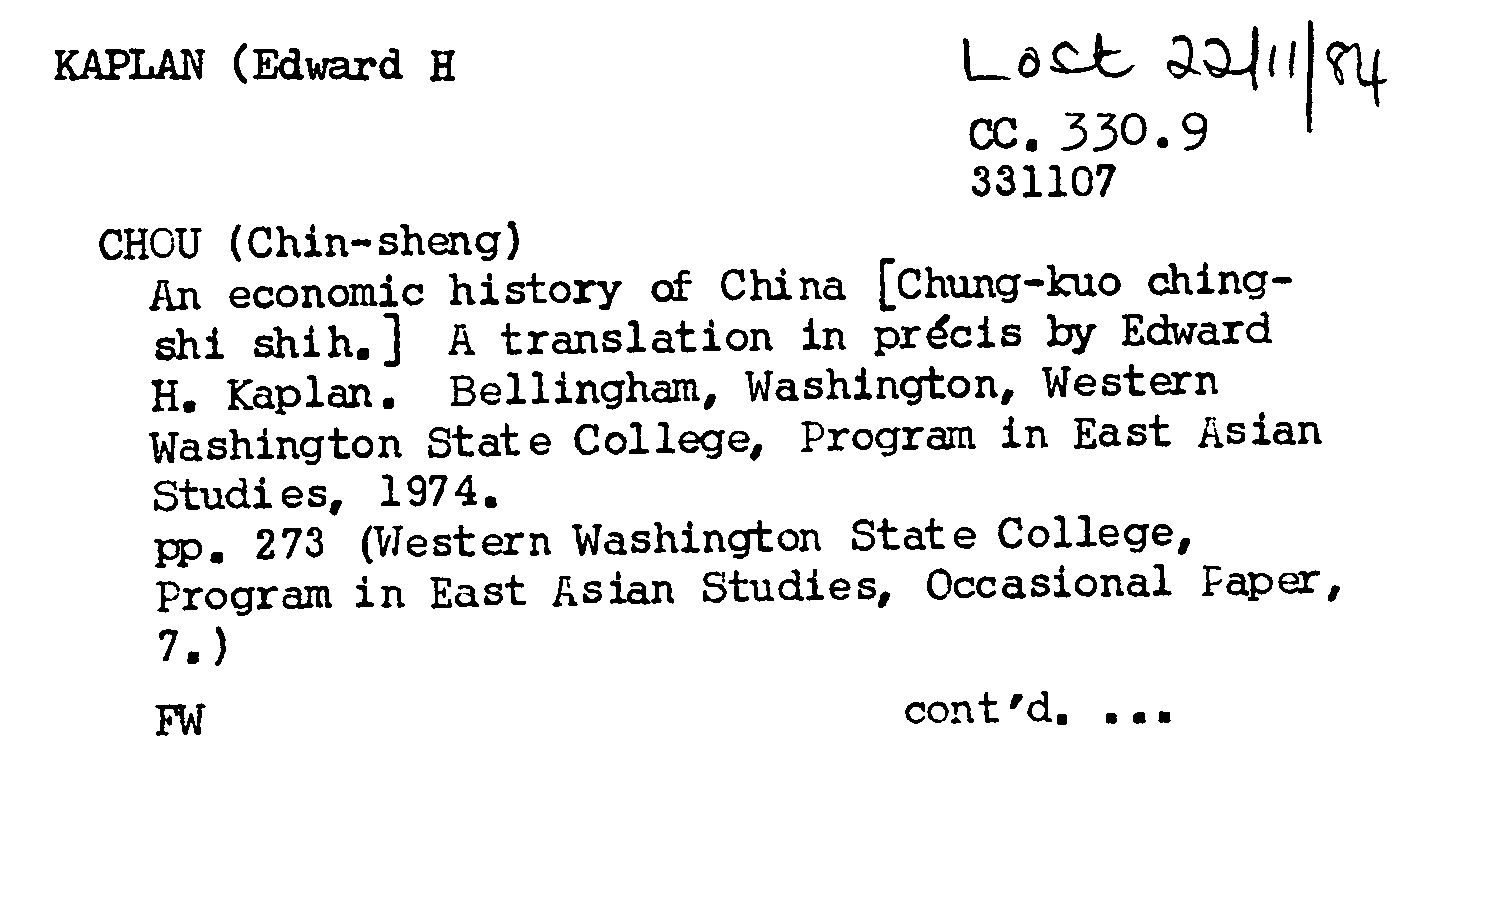 KAPLAN (Edward H
Lost 22/11/84
CC. 330.9
331107
CHOU (Chin-sheng)
An economic history of China [Chung-kuo ching-
shi shih.] A translation in précis by Edward
H. Kaplan. Bellingham, Washington, Western
Washington State College, Program in East Asian
Studies, 1974.
pp. 273 (Western Washington State College,
Program in East Asian Studies, Occasional Paper,
7.)
FW
cont'd. ...